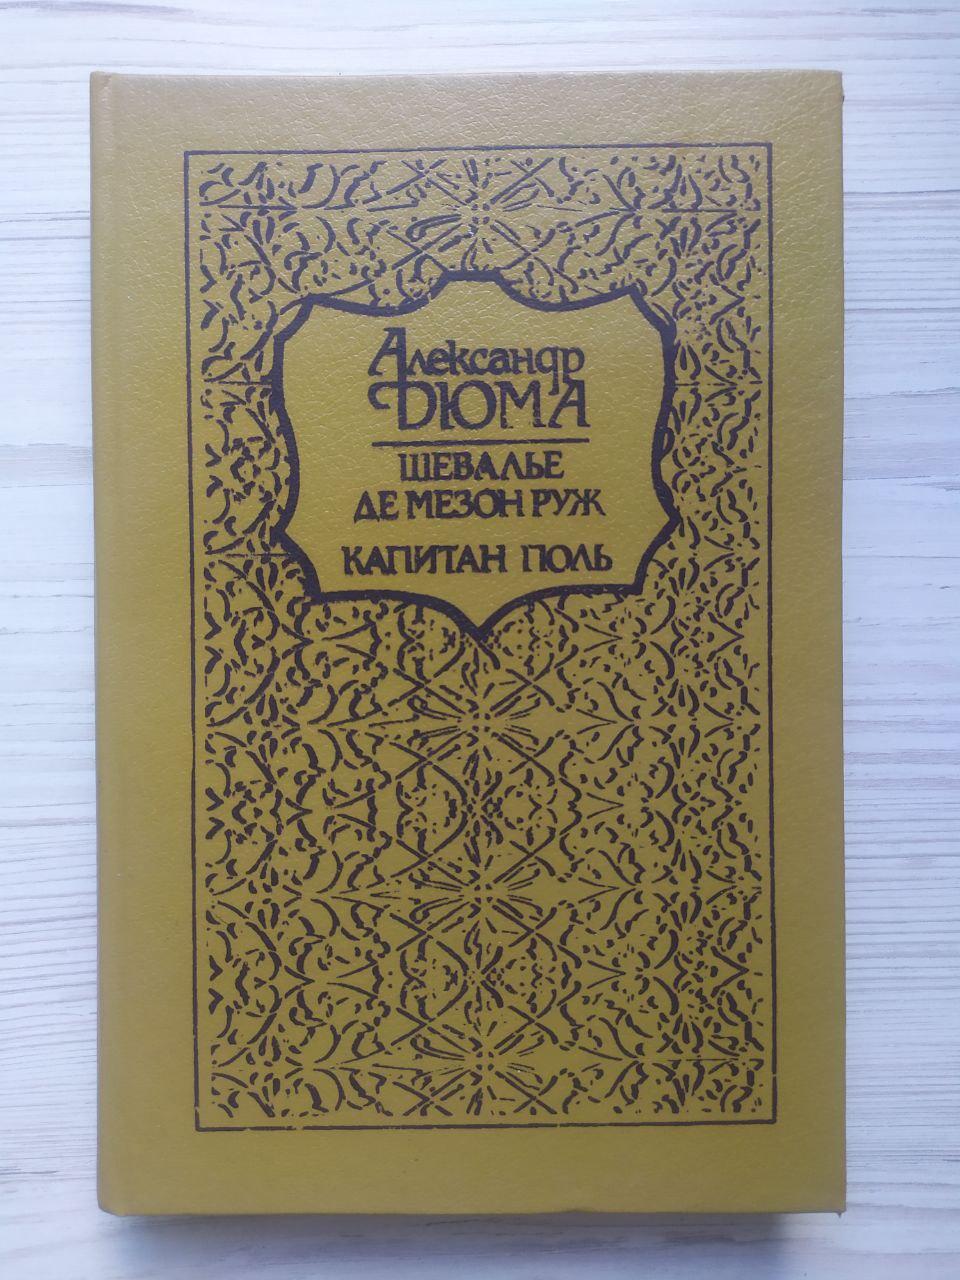 Александр
ДЮМА
ШЕВАЛЬЕ
ДЕ МЕЗОН РУЖ
КАПИТАН ПОЛЬ